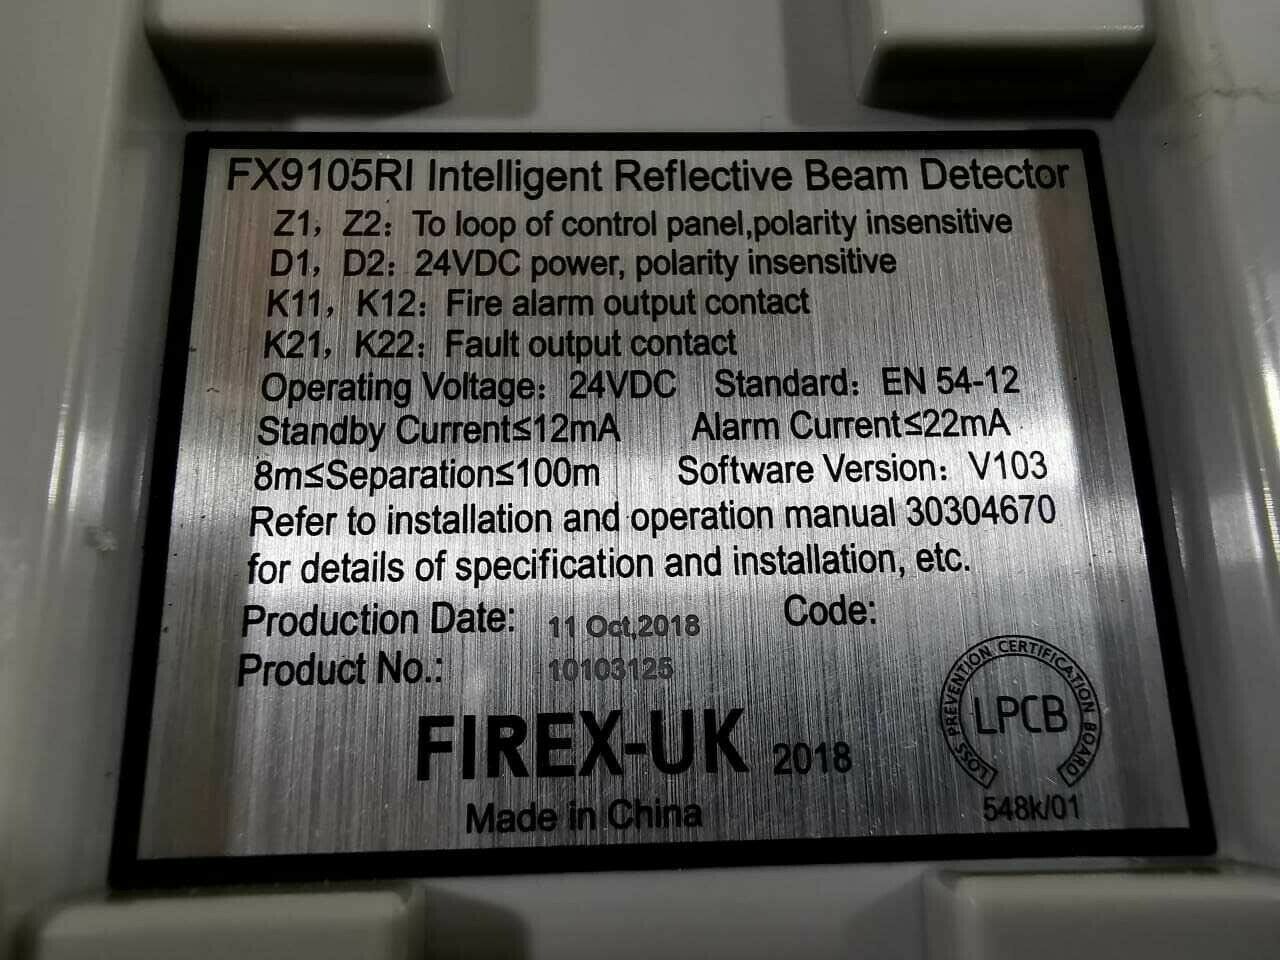 FX9105RI Intelligent Reflective Beam Detector
Z1, Z2: To loop of control panel,polarity insensitive
D1, D2: 24VDC power, polarity insensitive
K11, K12: Fire alarm output contact
K21, K22: Fault output contact
Operating Voltage: 24VDC Standard: EN 54-12
Standby Current≤12mA Alarm Current≤22mA
8m≤Separation≤100m Software Version: V103
Refer to installation and operation manual 30304670
for details of specification and installation, etc.
Production Date: 11 Oct,2018 Code:
Product No.: 10103125
LOSS PREVENTION CERTIFICATION BOARD
LPCB
FIREX-UK 2018
548k/01
Made in China